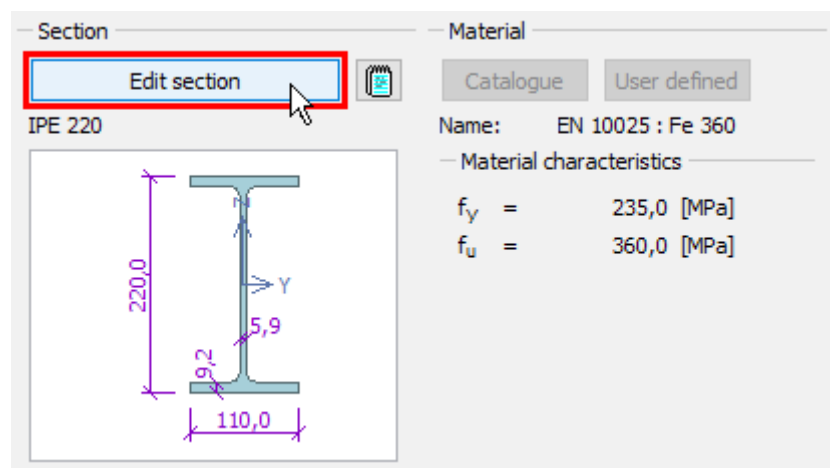 Section
Edit section
IPE 220
Z
Y
220,0
5,9
9,2
110,0
Material
Catalogue User defined
Name: EN 10025 : Fe 360
Material characteristics
fy = 235,0 [MPa]
fu = 360,0 [MPa]